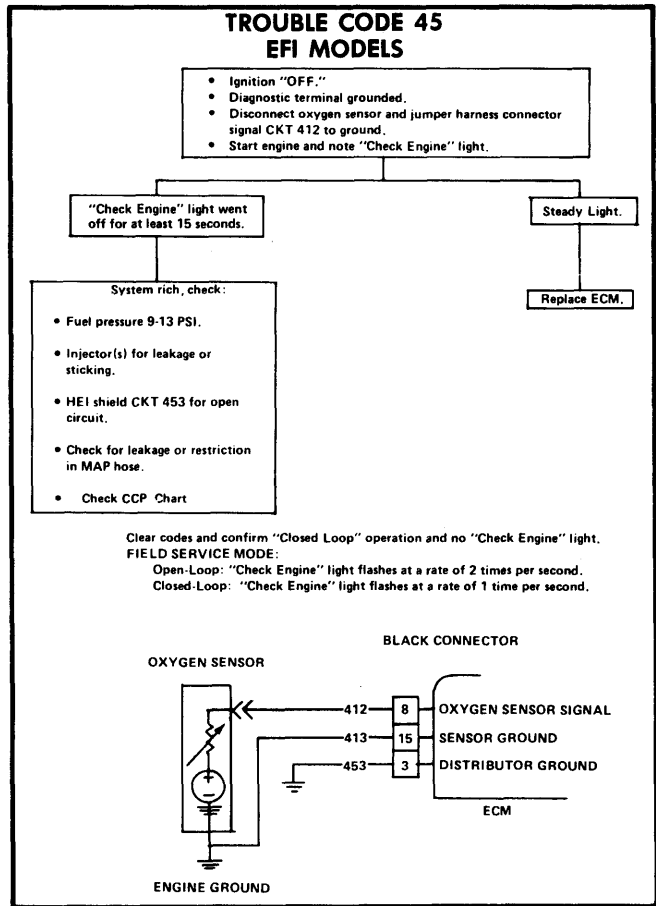 TROUBLE CODE 45
EFI MODELS
• Ignition "OFF."
• Diagnostic terminal grounded.
• Disconnect oxygen sensor and jumper harness connector
signal CKT 412 to ground.
• Start engine and note "Check Engine" light.
"Check Engine" light went
off for at least 15 seconds.
Steady Light.
System rich, check:
• Fuel pressure 9-13 PSI.
• Injector(s) for leakage or
sticking.
• HEI shield CKT 453 for open
circuit.
• Check for leakage or restriction
in MAP hose.
• Check CCP Chart
Replace ECM.
Clear codes and confirm "Closed Loop" operation and no "Check Engine" light.
FIELD SERVICE MODE:
Open-Loop: "Check Engine" light flashes at a rate of 2 times per second.
Closed-Loop: "Check Engine" light flashes at a rate of 1 time per second.
BLACK CONNECTOR
OXYGEN SENSOR
412 8 OXYGEN SENSOR SIGNAL
413 15 SENSOR GROUND
453 3 DISTRIBUTOR GROUND
ECM
ENGINE GROUND